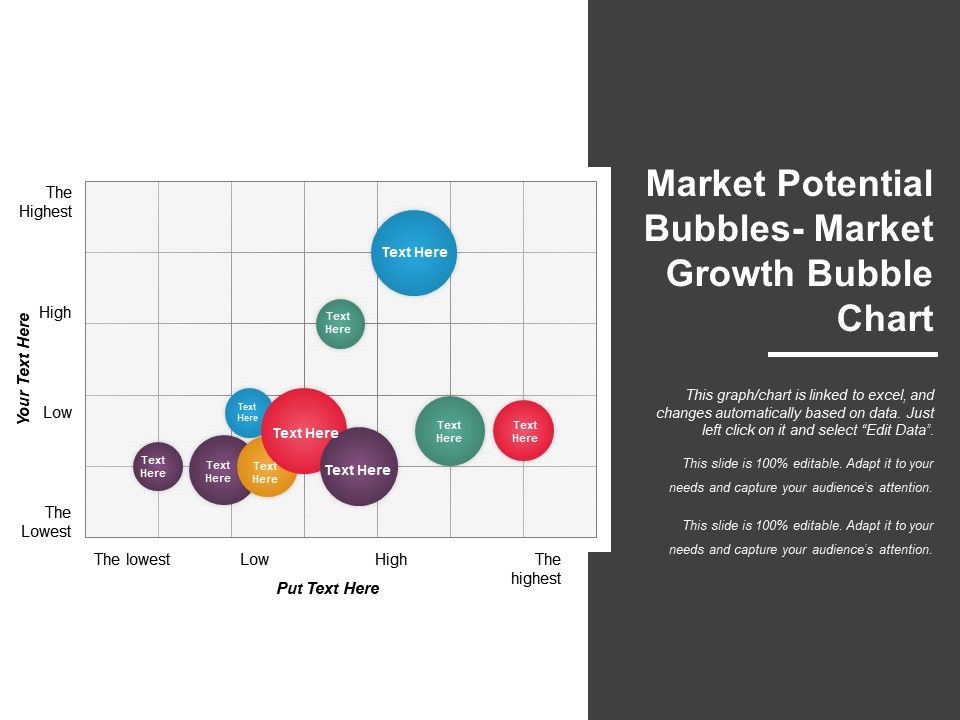 Market Potential
Bubbles- Market
Growth Bubble
Chart
This graph/chart is linked to excel, and
changes automatically based on data. Just
left click on it and select “Edit Data”.
This slide is 100% editable. Adapt it to your
needs and capture your audience’s attention.
This slide is 100% editable. Adapt it to your
needs and capture your audience’s attention.
The
Highest
High
Low
The
Lowest
Your Text Here
Text Here
Text
Here
Text
Here
Text Here
Text
Here
Text
Here
Text
Here
Text
Here
Text
Here
Text Here
The lowest
Low
High
The
highest
Put Text Here